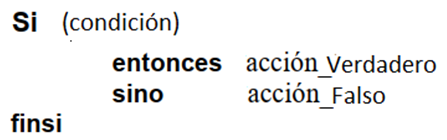 Si (condición)
entonces acción_Verdadero
sino acción_Falso
finsi